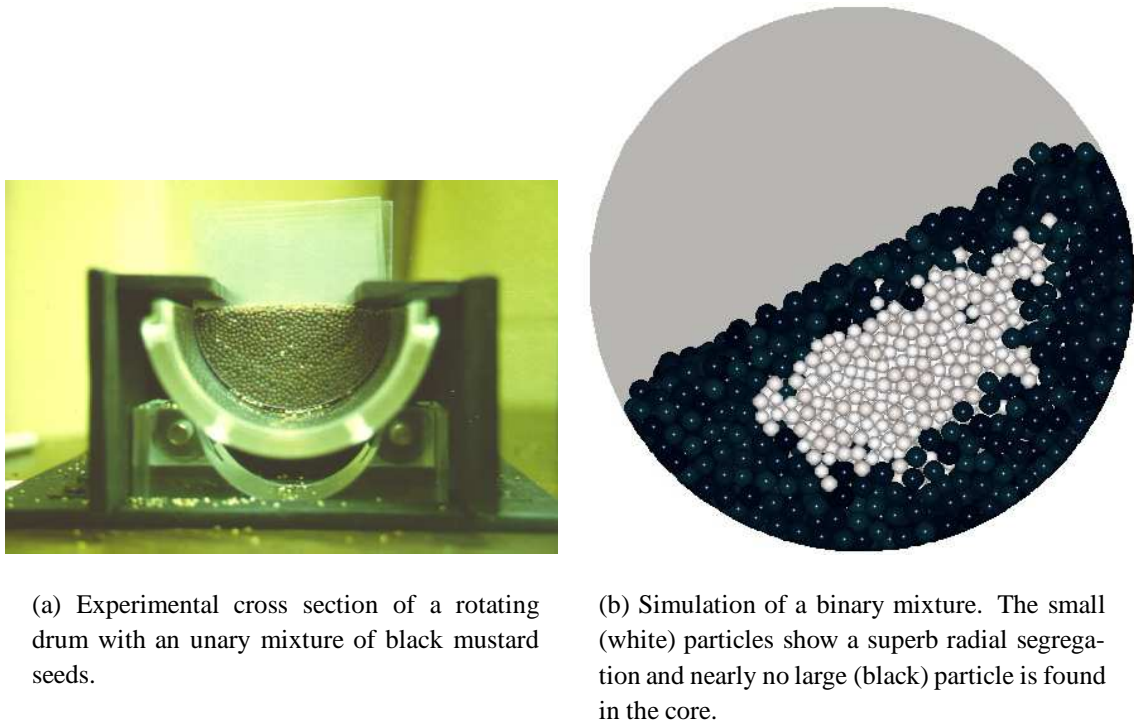 (a) Experimental cross section of a rotating
drum with an unary mixture of black mustard
seeds.
(b) Simulation of a binary mixture. The small
(white) particles show a superb radial segrega-
tion and nearly no large (black) particle is found
in the core.